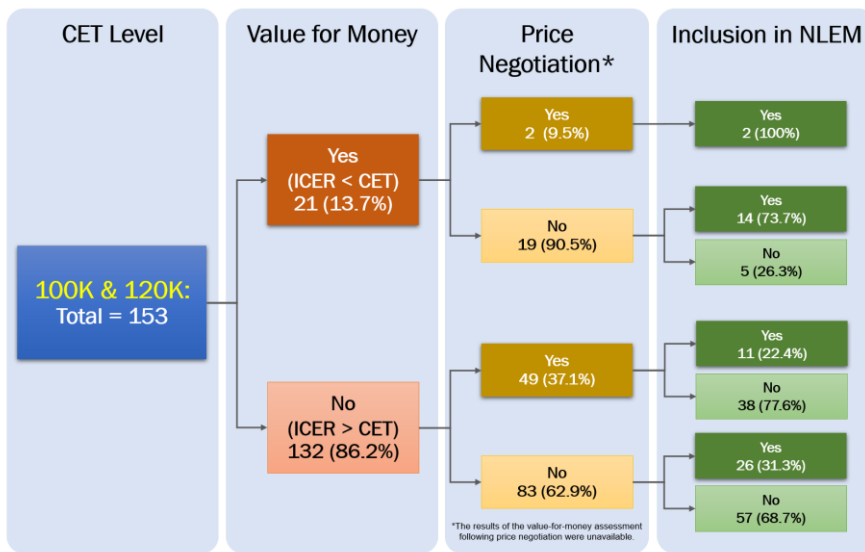 CET Level
Value for Money
Price
Negotiation*
Inclusion in NLEM
100K & 120K:
Total = 153
Yes
(ICER < CET)
21 (13.7%)
No
(ICER > CET)
132 (86.2%)
Yes
2 (9.5%)
No
19 (90.5%)
Yes
49 (37.1%)
No
83 (62.9%)
*The results of the value-for-money assessment
following price negotiation were unavailable.
Yes
2 (100%)
Yes
14 (73.7%)
No
5 (26.3%)
Yes
11 (22.4%)
No
38 (77.6%)
Yes
26 (31.3%)
No
57 (68.7%)